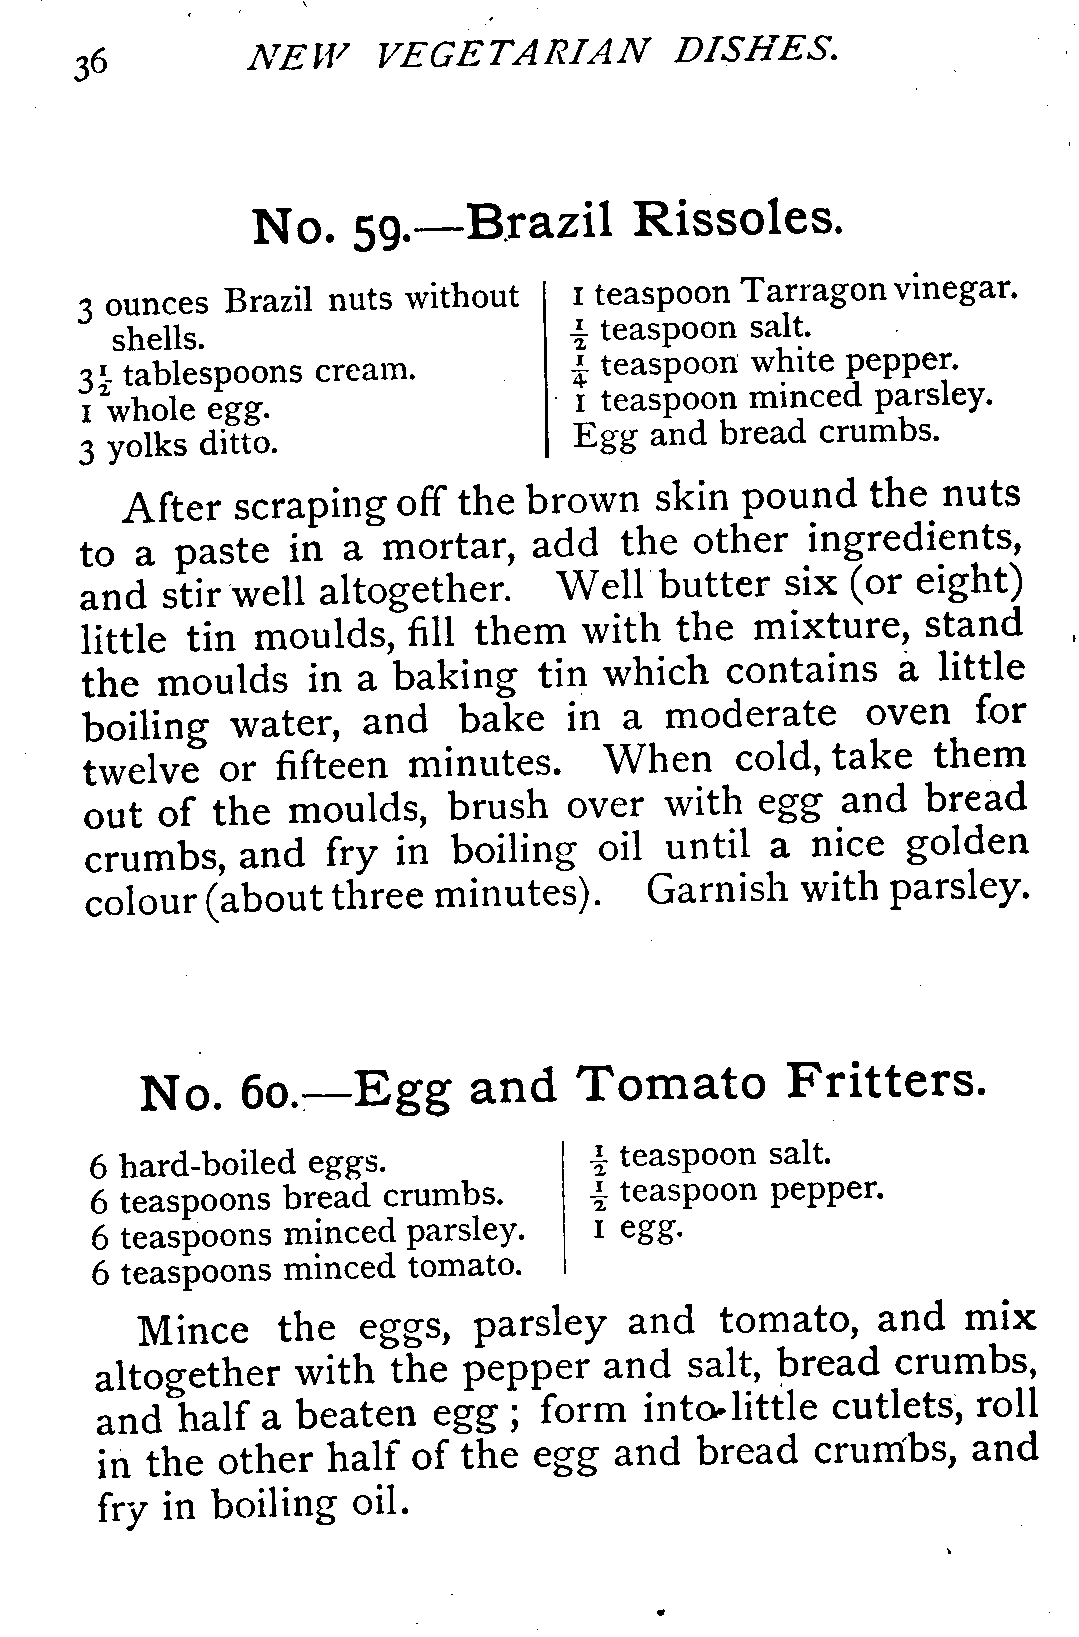 36 NEW VEGETARIAN DISHES.
No. 59.—Brazil Rissoles.
3 ounces Brazil nuts without
shells.
3½ tablespoons cream.
1 whole egg.
3 yolks ditto.
1 teaspoon Tarragon vinegar.
½ teaspoon salt.
¼ teaspoon white pepper.
1 teaspoon minced parsley.
Egg and bread crumbs.
After scraping off the brown skin pound the nuts
to a paste in a mortar, add the other ingredients,
and stir well altogether. Well butter six (or eight)
little tin moulds, fill them with the mixture, stand
the moulds in a baking tin which contains a little
boiling water, and bake in a moderate oven for
twelve or fifteen minutes. When cold, take them
out of the moulds, brush over with egg and bread
crumbs, and fry in boiling oil until a nice golden
colour (about three minutes). Garnish with parsley.
No. 60.—Egg and Tomato Fritters.
6 hard-boiled eggs.
6 teaspoons bread crumbs.
6 teaspoons minced parsley.
6 teaspoons minced tomato.
½ teaspoon salt.
½ teaspoon pepper.
1 egg.
Mince the eggs, parsley and tomato, and mix
altogether with the pepper and salt, bread crumbs,
and half a beaten egg ; form into little cutlets, roll
in the other half of the egg and bread crumbs, and
fry in boiling oil.